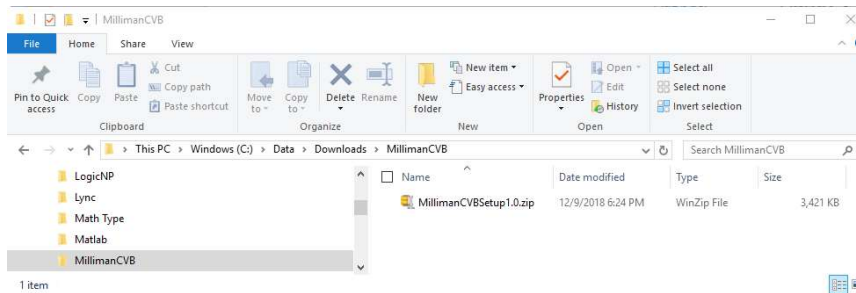 MillimanCVB
File Home Share View
Pin to Quick access
Copy
Paste
Cut
Copy path
Paste shortcut
Clipboard
Move to
Copy to
Delete
Rename
Organize
New folder
New item
Easy access
New
Properties
Open
Edit
History
Open
Select all
Select none
Invert selection
Select
This PC > Windows (C:) > Data > Downloads > MillimanCVB
Search MillimanCVB
LogicNP
Lync
Math Type
Matlab
MillimanCVB
Name Date modified Type Size
MillimanCVBSetup1.0.zip 12/9/2018 6:24 PM WinZip File 3,421 KB
1 item